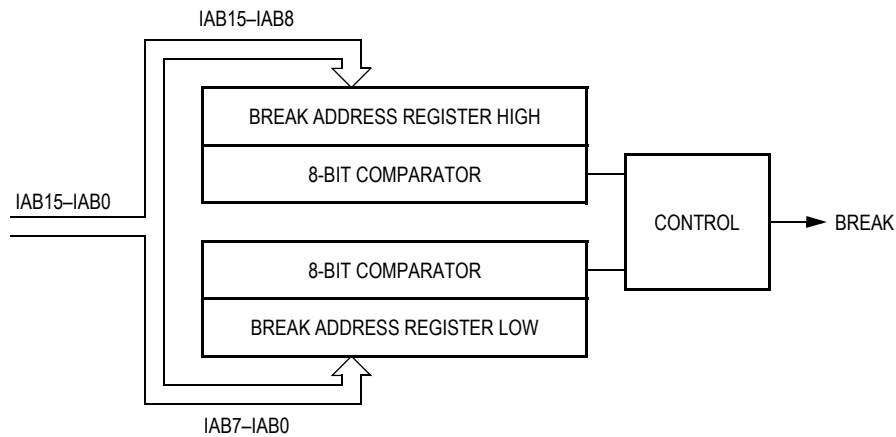 IAB15–IAB8
BREAK ADDRESS REGISTER HIGH
8-BIT COMPARATOR
IAB15–IAB0
CONTROL
BREAK
8-BIT COMPARATOR
BREAK ADDRESS REGISTER LOW
IAB7–IAB0